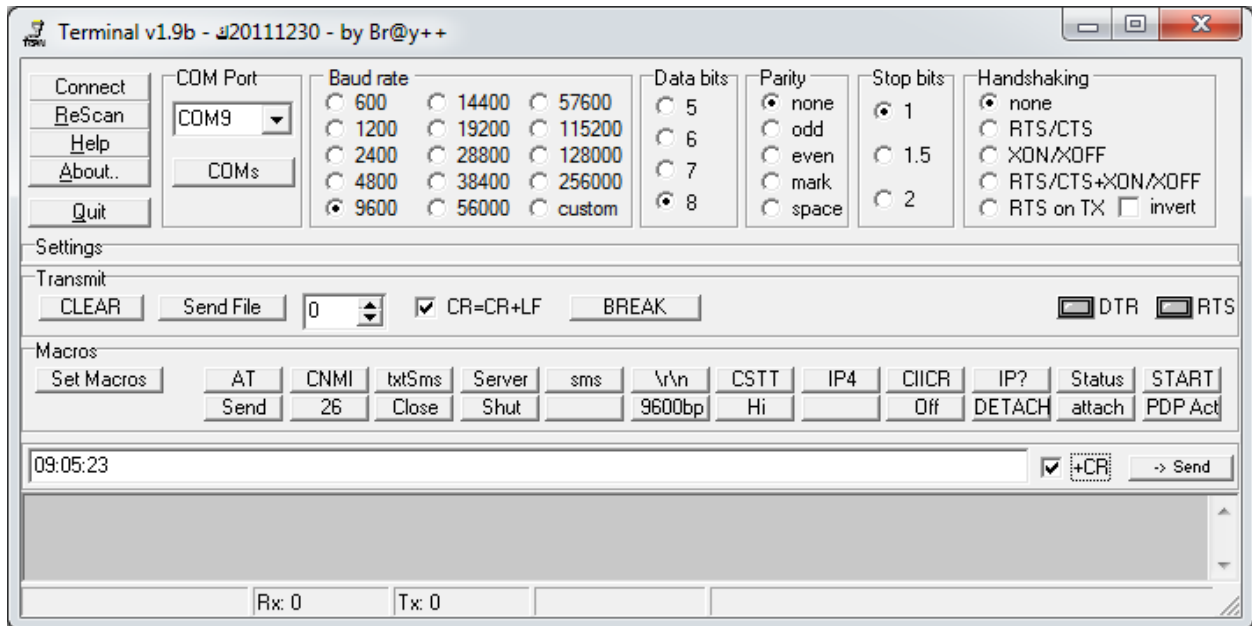 Terminal v1.9b - 20111230 - by Br@y++
Connect
ReScan
Help
About..
Quit
COM Port
COM9
COMs
Baud rate
600 14400 57600
1200 19200 115200
2400 28800 128000
4800 38400 256000
9600 56000 custom
Data bits
5
6
7
8
Parity
none
odd
even
mark
space
Stop bits
1
1.5
2
Handshaking
none
RTS/CTS
XON/XOFF
RTS/CTS+XON/XOFF
RTS on TX invert
Settings
Transmit
CLEAR Send File 0 CR=CR+LF BREAK DTR RTS
Macros
Set Macros AT CNMI txtSms Server sms \r\n CSTT IP4 CIICR IP? Status START
Send 26 Close Shut 9600bp Hi Off DETACH attach PDP Act
09:05:23 +CR -> Send
Rx: 0 Tx: 0